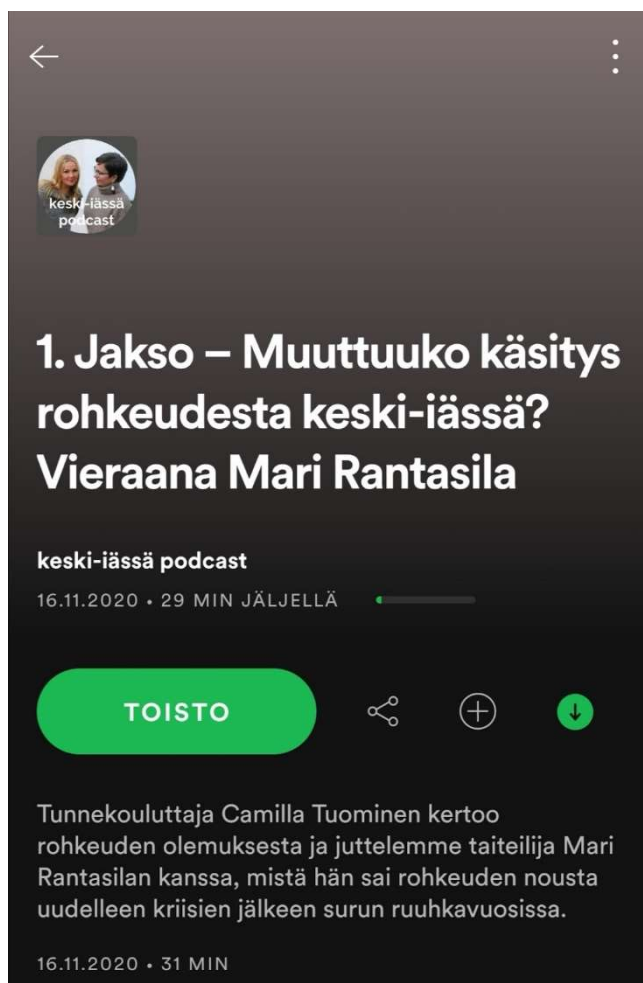 keski-iässä
podcast
1. Jakso – Muuttuuko käsitys
rohkeudesta keski-iässä?
Vieraana Mari Rantasila
keski-iässä podcast
16.11.2020 • 29 MIN JÄLJELLÄ
TOISTO
Tunnekouluttaja Camilla Tuominen kertoo
rohkeuden olemuksesta ja juttelemme taiteilija Mari
Rantasilan kanssa, mistä hän sai rohkeuden nousta
uudelleen kriisien jälkeen surun ruuhkavuosissa.
16.11.2020 • 31 MIN